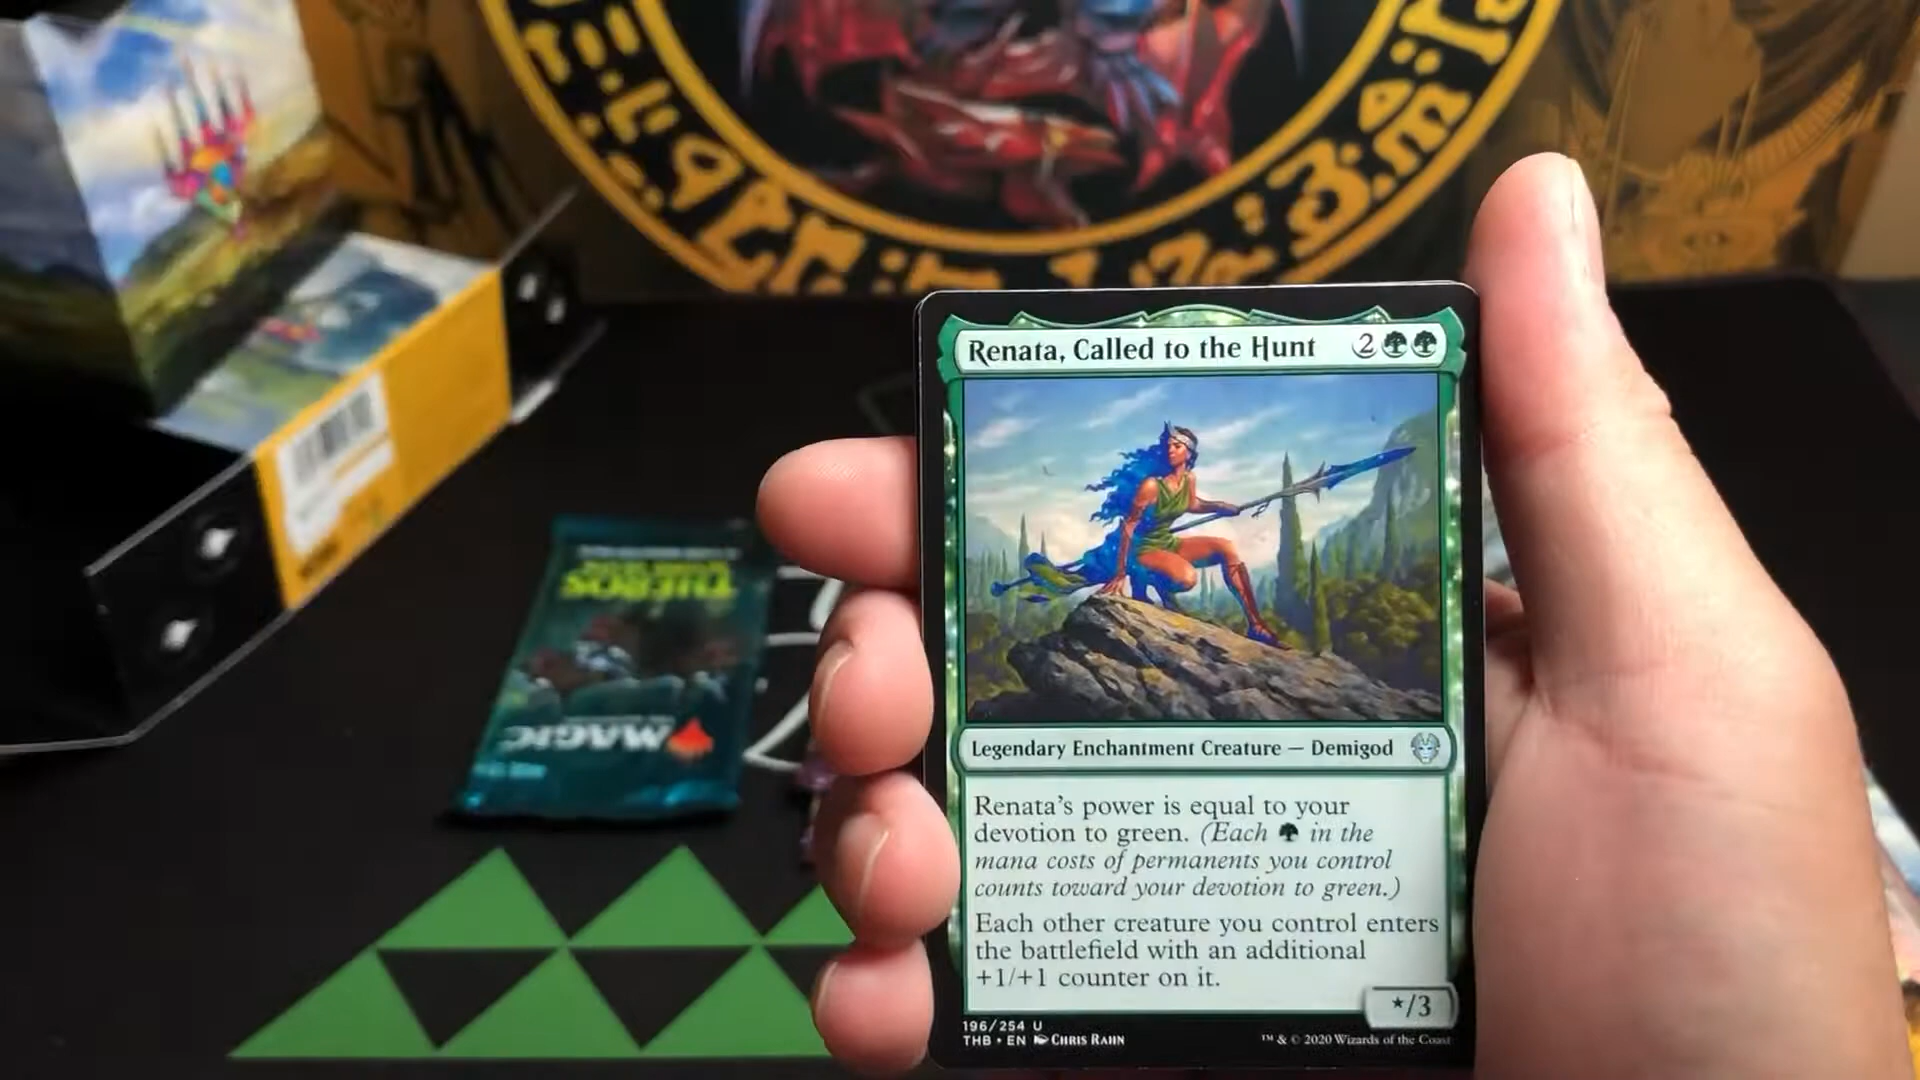 Renata, Called to the Hunt 2
Legendary Enchantment Creature — Demigod
Renata's power is equal to your
devotion to green. (Each in the
mana costs of permanents you control
counts toward your devotion to green.)
Each other creature you control enters
the battlefield with an additional
+1/+1 counter on it.
*/3
196/254 U
THB • EN Chris Rahn
™ & © 2020 Wizards of the Coast
THEROS
MAGIC